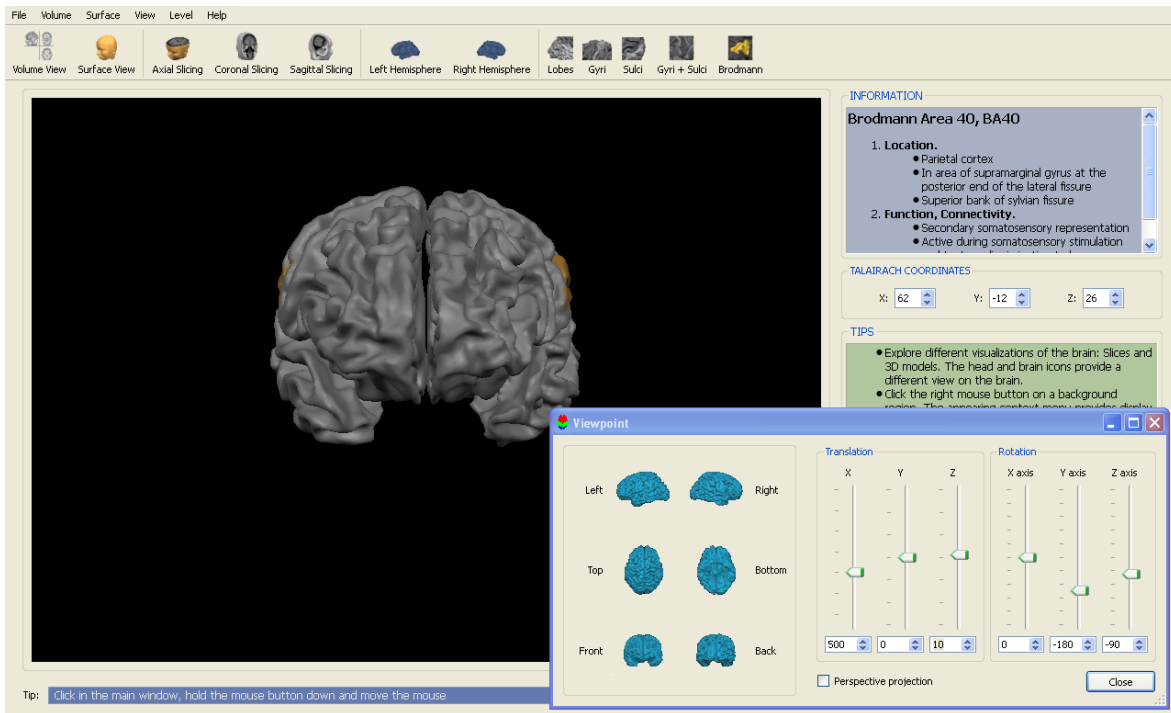 File Volume Surface View Level Help
Volume View Surface View Axial Slicing Coronal Slicing Sagittal Slicing Left Hemisphere Right Hemisphere Lobes Gyri Sulci Gyri + Sulci Brodmann
INFORMATION
Brodmann Area 40, BA40
1. Location.
● Parietal cortex
● In area of supramarginal gyrus at the
posterior end of the lateral fissure
● Superior bank of sylvian fissure
2. Function, Connectivity.
● Secondary somatosensory representation
● Active during somatosensory stimulation
TALAIRACH COORDINATES
X: 62 Y: -12 Z: 26
TIPS
● Explore different visualizations of the brain: Slices and
3D models. The head and brain icons provide a
different view on the brain.
● Click the right mouse button on a background
region. The appearing context menu provides display
Viewpoint
Left Right
Top Bottom
Front Back
Translation
X Y Z
500 0 10
Rotation
X axis Y axis Z axis
0 -180 -90
Perspective projection
Close
Tip: Click in the main window, hold the mouse button down and move the mouse